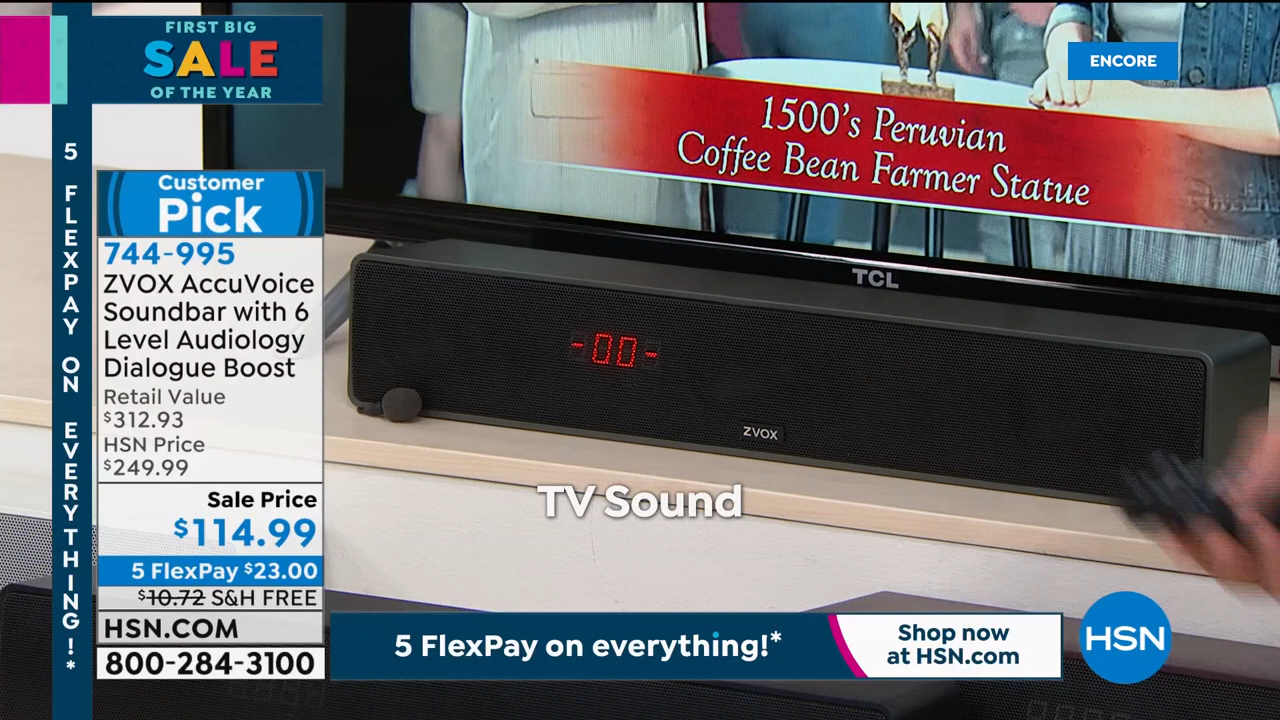 FIRST BIG
SALE
OF THE YEAR
ENCORE
5 FLEXPAY ON EVERYTHING!*
Customer
Pick
744-995
ZVOX AccuVoice
Soundbar with 6
Level Audiology
Dialogue Boost
Retail Value
$312.93
HSN Price
$249.99
Sale Price
$114.99
5 FlexPay $23.00
$10.72 S&H FREE
HSN.COM
800-284-3100
1500's Peruvian
Coffee Bean Farmer Statue
TCL
-00-
ZVOX
TV Sound
5 FlexPay on everything!*
Shop now
at HSN.com
HSN